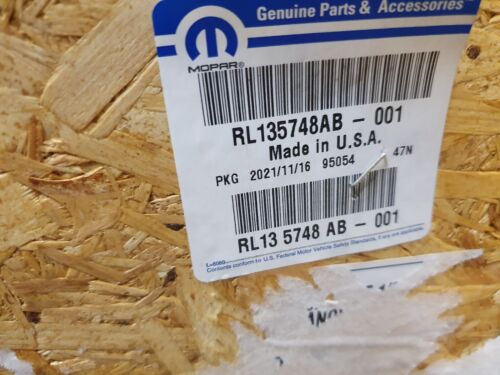 Genuine Parts & Accessories
MOPAR®
RL135748AB - 001
Made in U.S.A.
PKG 2021/11/16 95054 47N
RL13 5748 AB - 001
L-8060
Contents conform to U.S. Federal Motor Vehicle Safety Standards, if any are applicable.